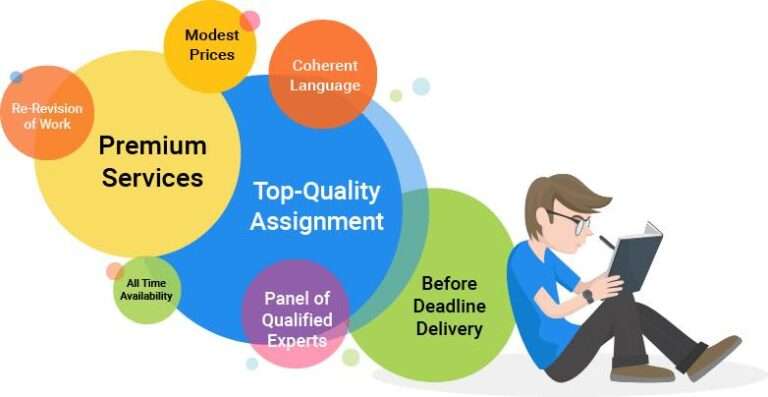 Modest
Prices
Coherent
Language
Re-Revision
of Work
Premium
Services
Top-Quality
Assignment
All Time
Availability
Panel of
Qualified
Experts
Before
Deadline
Delivery